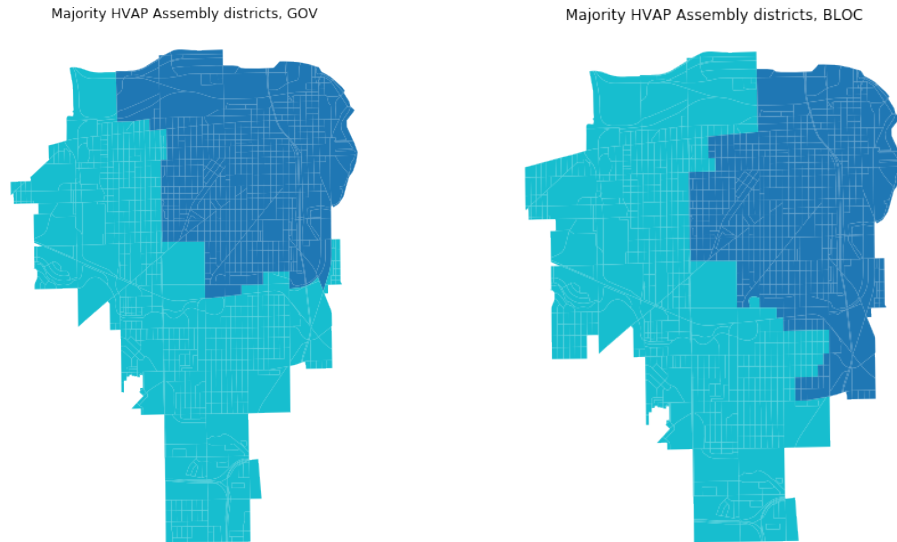 Majority HVAP Assembly districts, GOV
Majority HVAP Assembly districts, BLOC